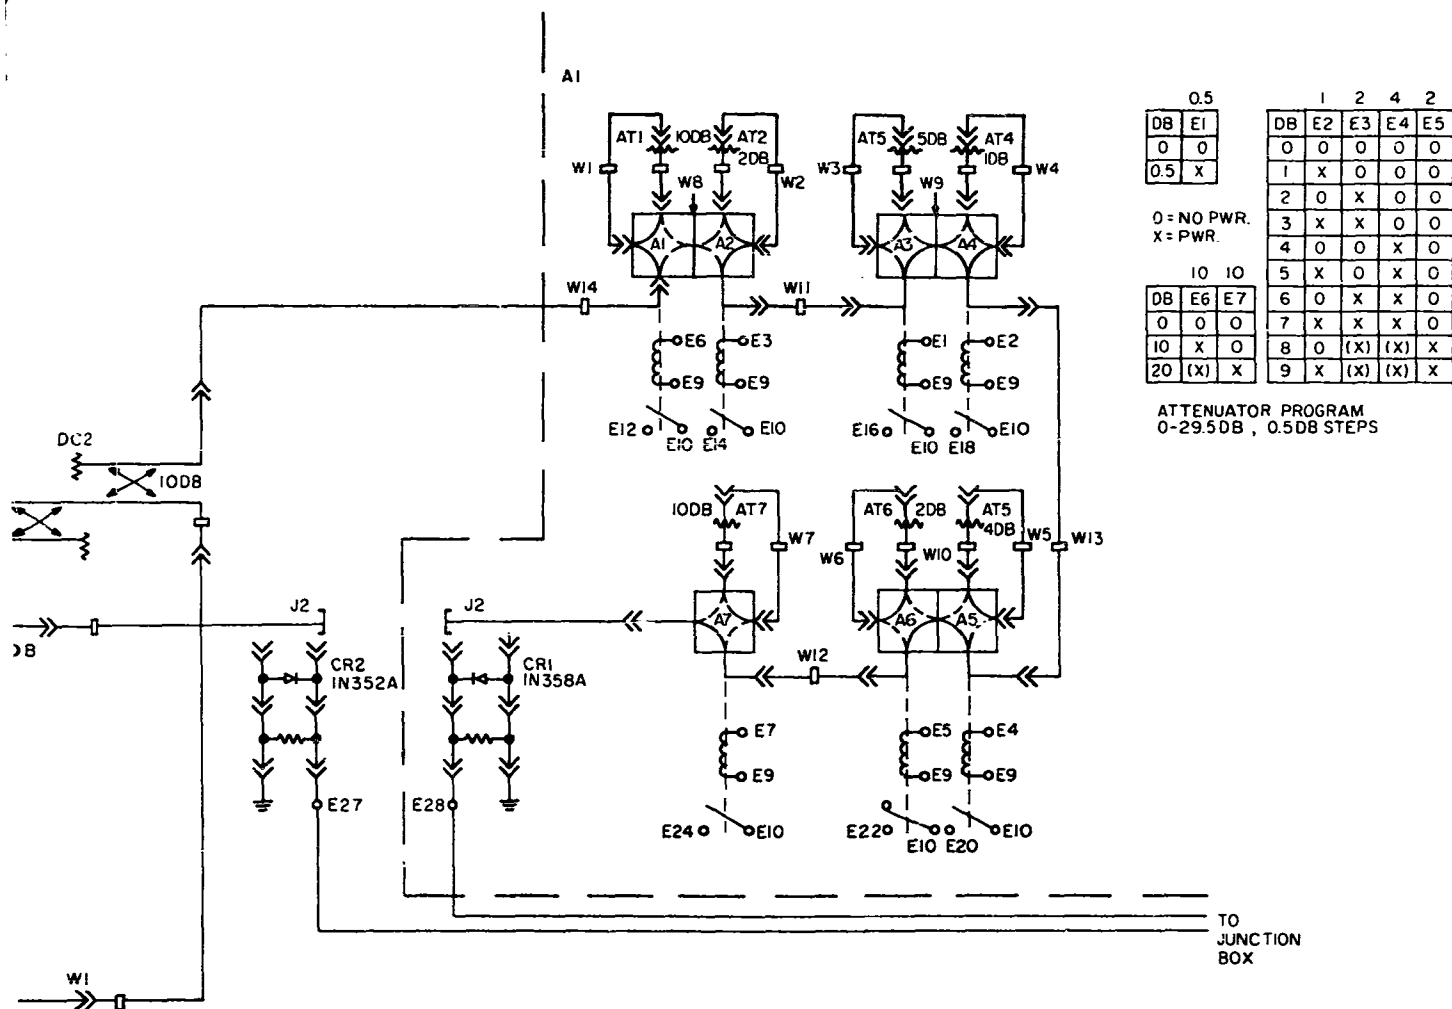 A1
AT1 10DB AT2
2DB
W1 W8 W2
A1 A2
AT5 5DB AT4
1DB
W3 W9 W4
A3 A4
W14 W11
E6 E3 E1 E2
E9 E9 E9 E9
E12 E10 E14 E10 E16 E10 E18 E10
0.5
DB E1
0 0
0.5 X
0 = NO PWR.
X = PWR.
10 10
DB E6 E7
0 0 0
10 X 0
20 (X) X
1 2 4 2
DB E2 E3 E4 E5
0 0 0 0 0
1 X 0 0 0
2 0 X 0 0
3 X X 0 0
4 0 0 X 0
5 X 0 X 0
6 0 X X 0
7 X X X 0
8 0 (X) (X) X
9 X (X) (X) X
ATTENUATOR PROGRAM
0-29.5DB , 0.5DB STEPS
DC2
10DB
10DB AT7 AT6 2DB AT5
4DB
W7 W6 W10 W5 W13
A7 A6 A5
J2 J2
DB
CR2
1N352A
CR1
1N358A
W12
E7 E5 E4
E9 E9 E9
E27 E28
E24 E10 E22 E10 E20 E10
TO
JUNCTION
BOX
W1